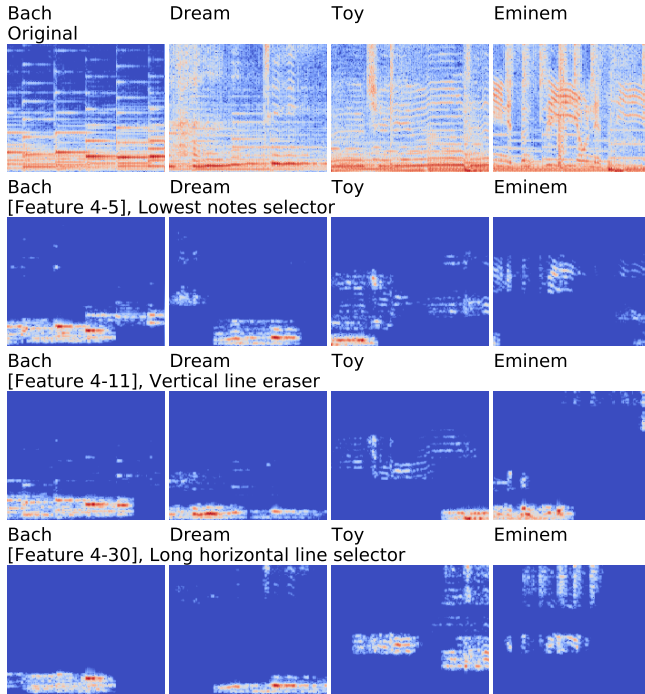 Bach Dream Toy Eminem
Original
Bach Dream Toy Eminem
[Feature 4-5], Lowest notes selector
Bach Dream Toy Eminem
[Feature 4-11], Vertical line eraser
Bach Dream Toy Eminem
[Feature 4-30], Long horizontal line selector